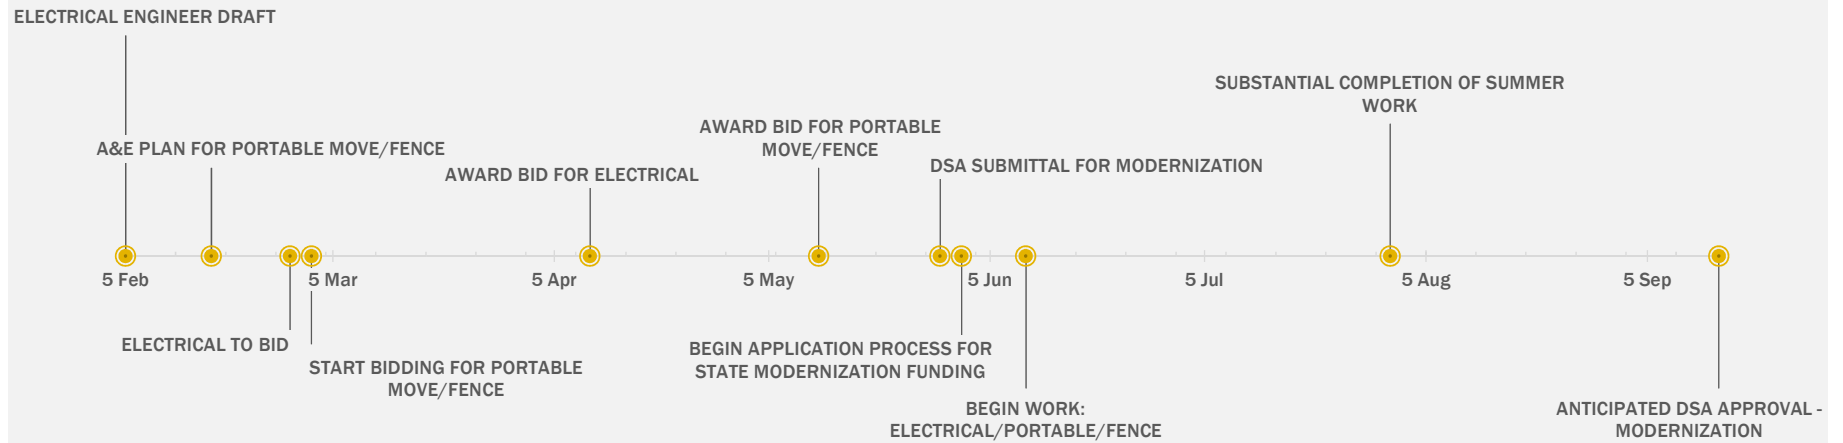 ELECTRICAL ENGINEER DRAFT
SUBSTANTIAL COMPLETION OF SUMMER
WORK
AWARD BID FOR PORTABLE
MOVE/FENCE
A&E PLAN FOR PORTABLE MOVE/FENCE
DSA SUBMITTAL FOR MODERNIZATION
AWARD BID FOR ELECTRICAL
5 Feb
5 Mar
5 Apr
5 May
5 Jun
5 Jul
5 Aug
5 Sep
ELECTRICAL TO BID
BEGIN APPLICATION PROCESS FOR
STATE MODERNIZATION FUNDING
START BIDDING FOR PORTABLE
MOVE/FENCE
BEGIN WORK:
ELECTRICAL/PORTABLE/FENCE
ANTICIPATED DSA APPROVAL -
MODERNIZATION